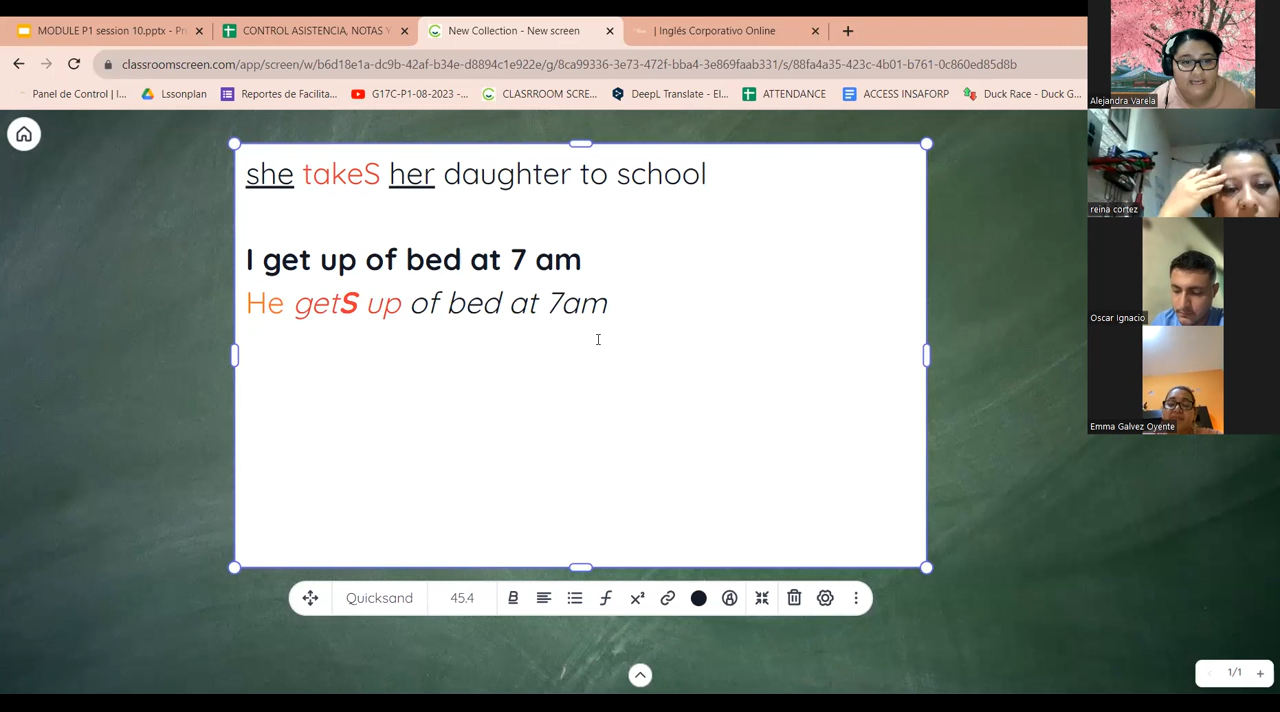 MODULE P1 session 10.pptx - Pr
CONTROL ASISTENCIA, NOTAS Y
New Collection - New screen
| Inglés Corporativo Online
classroomscreen.com/app/screen/w/b6d18e1a-dc9b-42af-b34e-d8894c1e922e/g/8ca99336-3e73-472f-bba4-3e869faab331/s/88fa4a35-423c-4b01-b761-0c860ed85d8b
Panel de Control | I...
Lssonplan
Reportes de Facilita...
G17C-P1-08-2023 -...
CLASRROOM SCRE...
DeepL Translate - El...
ATTENDANCE
ACCESS INSAFORP
Duck Race - Duck G...
she takeS her daughter to school
I get up of bed at 7 am
He getS up of bed at 7am
Quicksand
45.4
1/1
Alejandra Varela
reina cortez
Oscar Ignacio
Emma Galvez Oyente